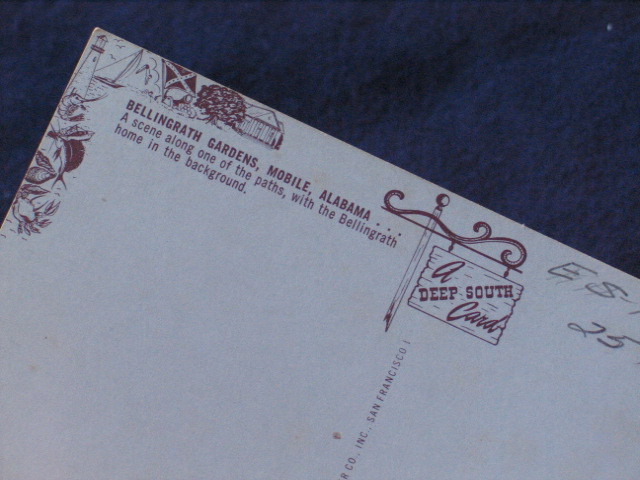 BELLINGRATH GARDENS, MOBILE, ALABAMA . . .
A scene along one of the paths, with the Bellingrath
home in the background.
A
DEEP SOUTH
Card
R CO. INC. SAN FRANCISCO 1
25